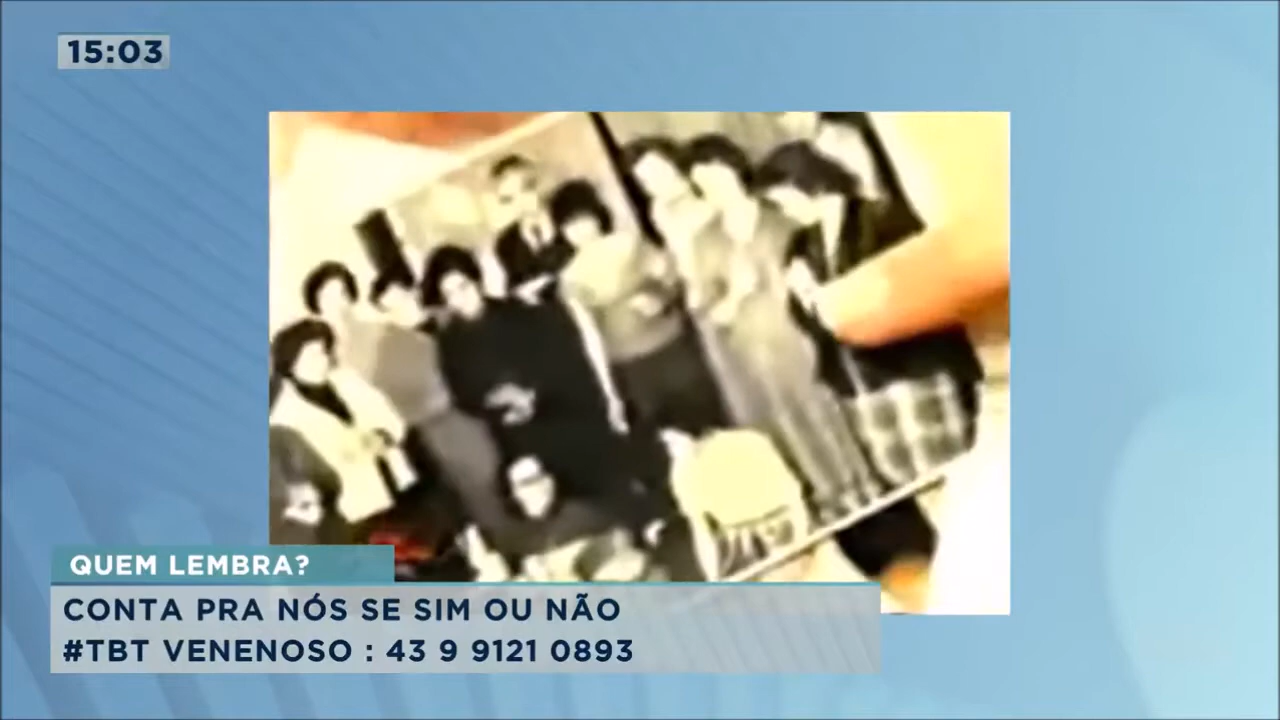 15:03
QUEM LEMBRA?
CONTA PRA NÓS SE SIM OU NÃO
#TBT VENENOSO : 43 9 9121 0893